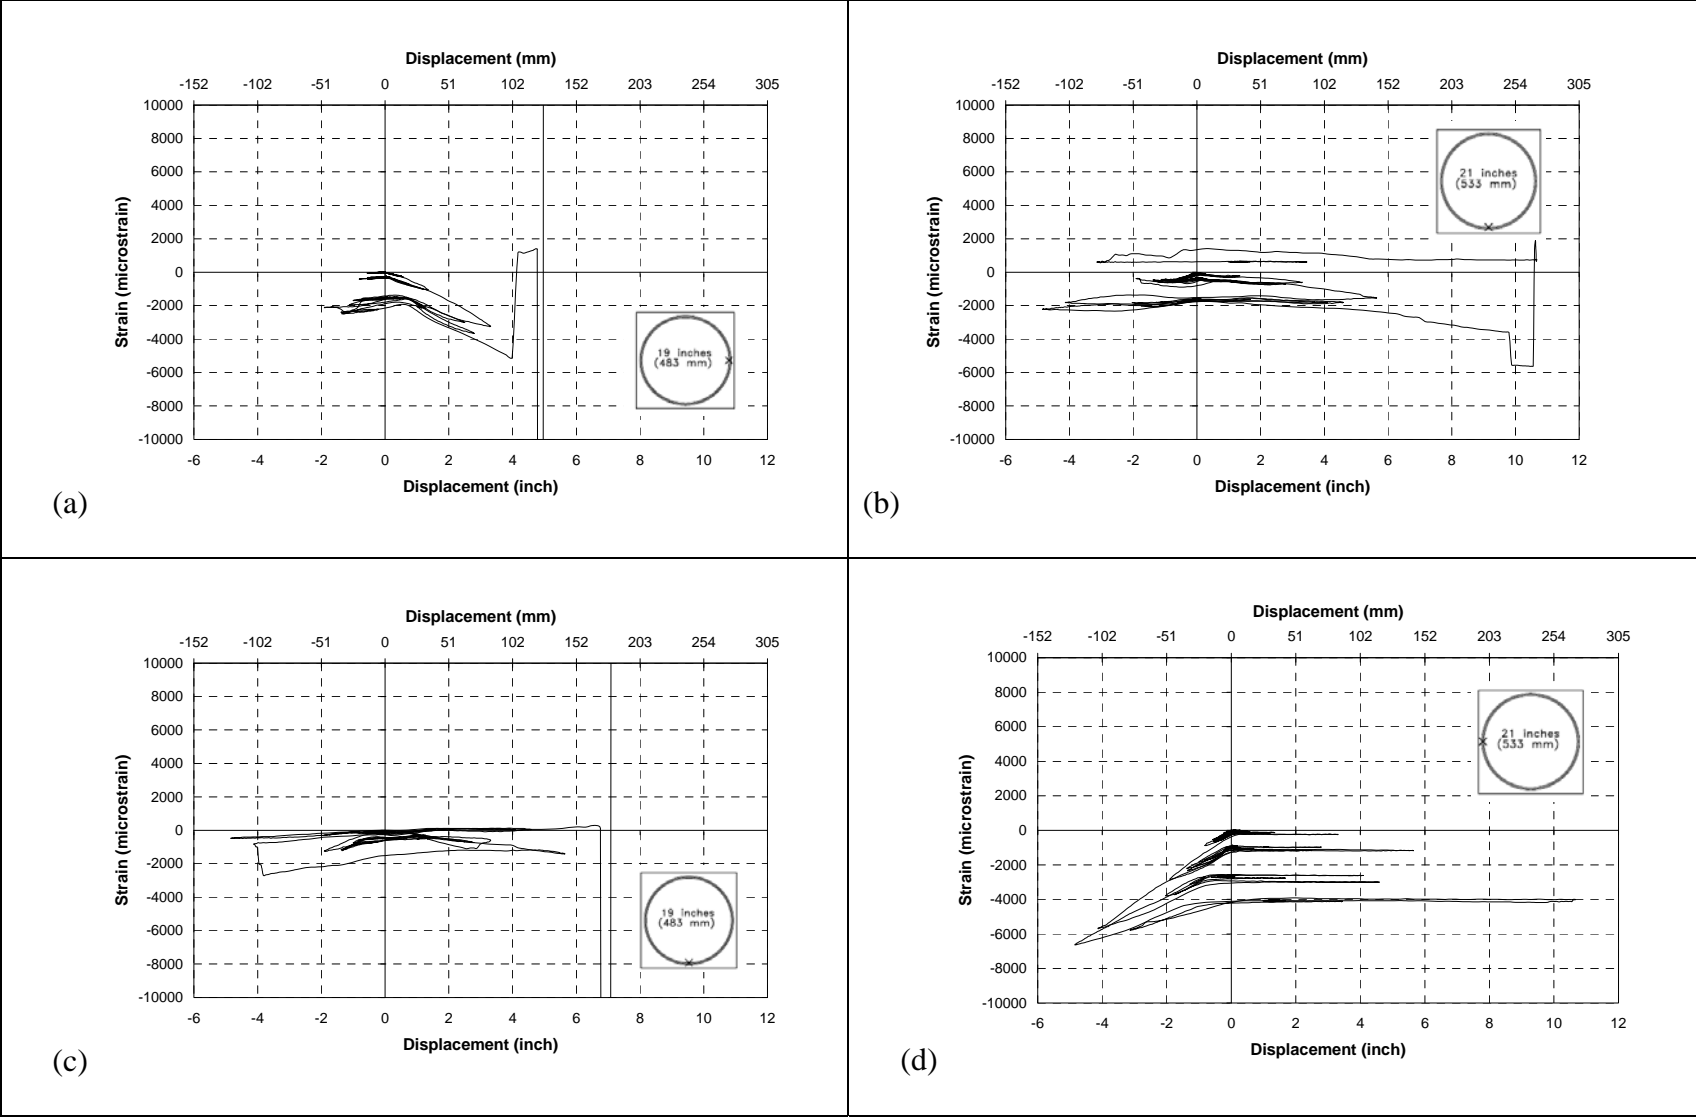 Displacement (mm)
-152 -102 -51 0 51 102 152 203 254 305
10000
8000
6000
4000
2000
0
-2000
-4000
-6000
-8000
-10000
Strain (microstrain)
19 inches
(483 mm)
-6 -4 -2 0 2 4 6 8 10 12
Displacement (inch)
(a)
Displacement (mm)
-152 -102 -51 0 51 102 152 203 254 305
10000
8000
6000
4000
2000
0
-2000
-4000
-6000
-8000
-10000
Strain (microstrain)
21 inches
(533 mm)
-6 -4 -2 0 2 4 6 8 10 12
Displacement (inch)
(b)
Displacement (mm)
-152 -102 -51 0 51 102 152 203 254 305
10000
8000
6000
4000
2000
0
-2000
-4000
-6000
-8000
-10000
Strain (microstrain)
19 inches
(483 mm)
-6 -4 -2 0 2 4 6 8 10 12
Displacement (inch)
(c)
Displacement (mm)
-152 -102 -51 0 51 102 152 203 254 305
10000
8000
6000
4000
2000
0
-2000
-4000
-6000
-8000
-10000
Strain (microstrain)
21 inches
(533 mm)
-6 -4 -2 0 2 4 6 8 10 12
Displacement (inch)
(d)